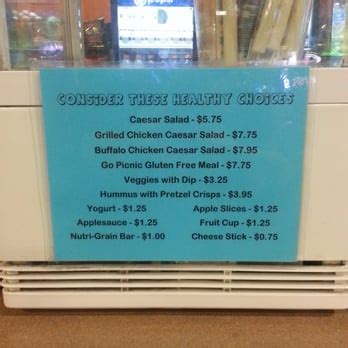 CONSIDER THESE HEALTHY CHOICES
Caesar Salad - $5.75
Grilled Chicken Caesar Salad - $7.75
Buffalo Chicken Caesar Salad - $7.95
Go Picnic Gluten Free Meal - $7.75
Veggies with Dip - $3.25
Hummus with Pretzel Crisps - $3.95
Yogurt - $1.25 Apple Slices - $1.25
Applesauce - $1.25 Fruit Cup - $1.25
Nutri-Grain Bar - $1.00 Cheese Stick - $0.75